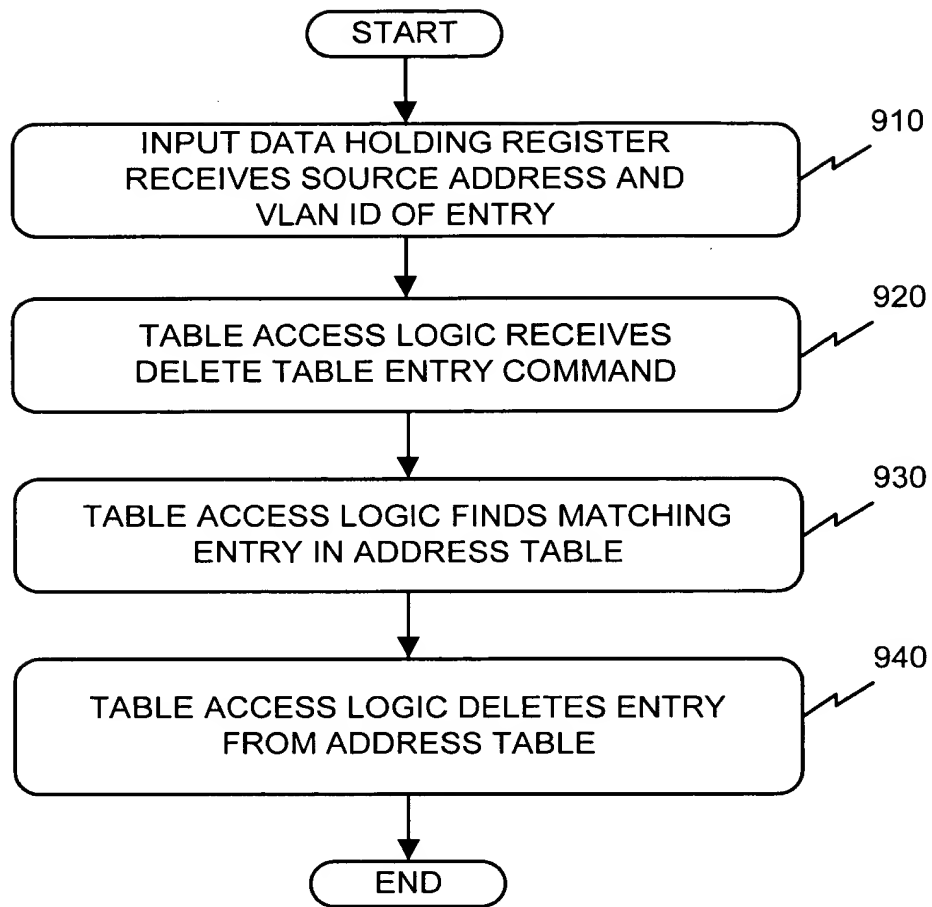 START
INPUT DATA HOLDING REGISTER
RECEIVES SOURCE ADDRESS AND
VLAN ID OF ENTRY
910
TABLE ACCESS LOGIC RECEIVES
DELETE TABLE ENTRY COMMAND
920
TABLE ACCESS LOGIC FINDS MATCHING
ENTRY IN ADDRESS TABLE
930
TABLE ACCESS LOGIC DELETES ENTRY
FROM ADDRESS TABLE
940
END